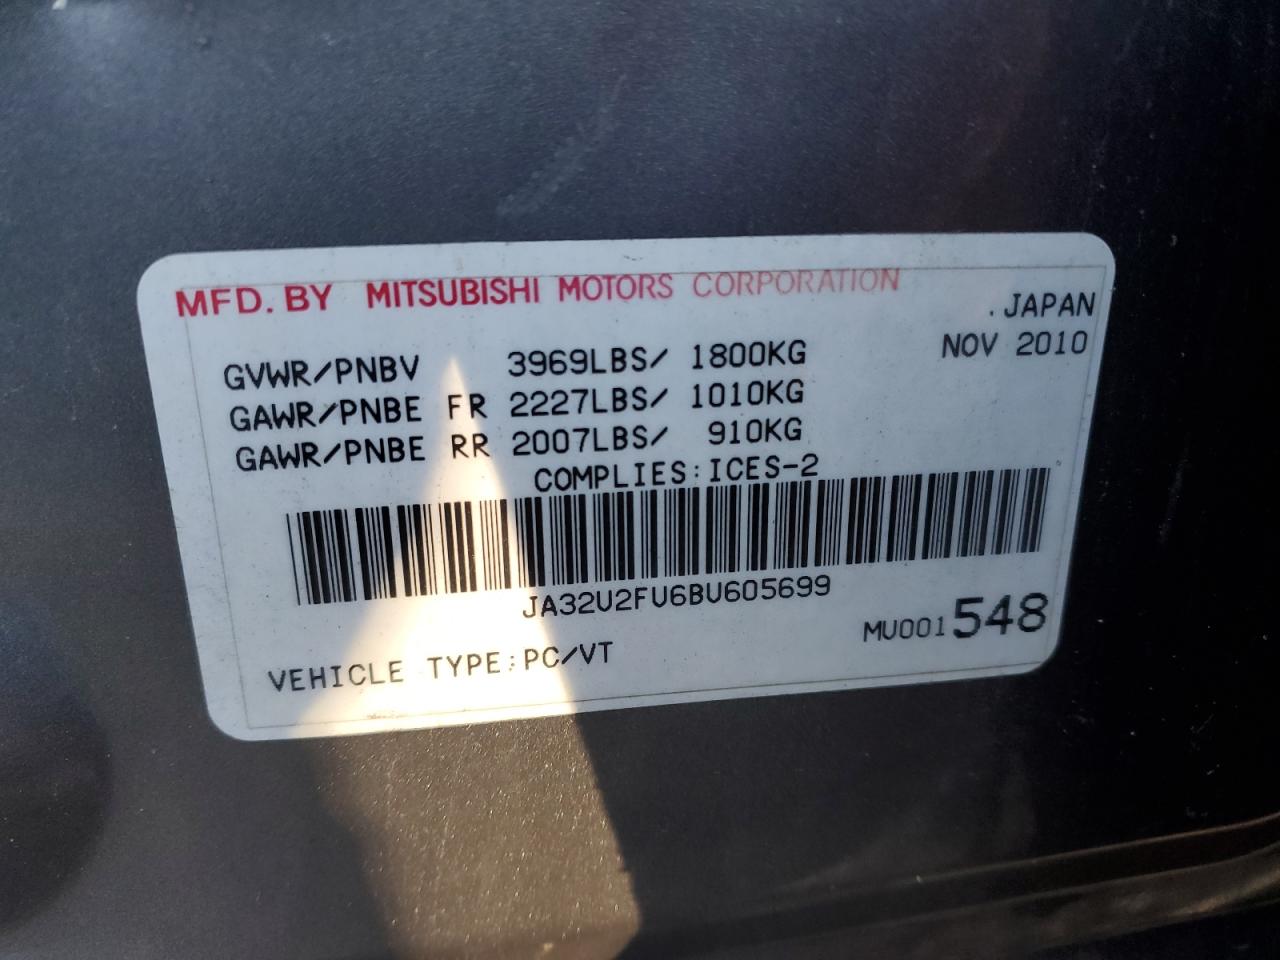 MFD. BY MITSUBISHI MOTORS CORPORATION
.JAPAN
NOV 2010
GVWR/PNBV 3969LBS/ 1800KG
GAWR/PNBE FR 2227LBS/ 1010KG
GAWR/PNBE RR 2007LBS/ 910KG
COMPLIES:ICES-2
JA32U2FU6BU605699
MU001548
VEHICLE TYPE:PC/VT